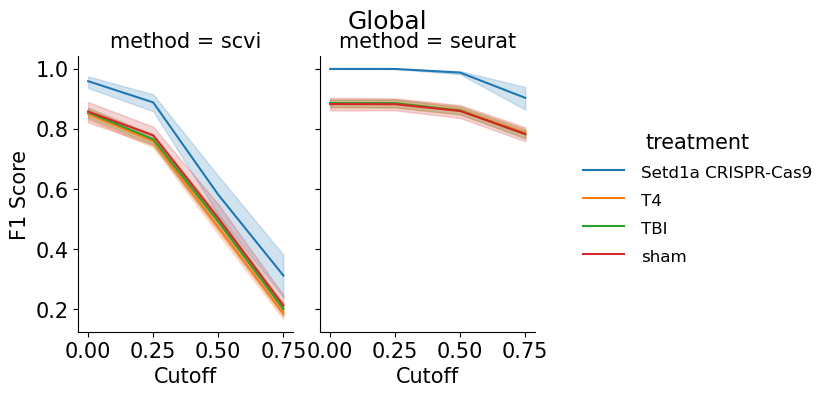 Global
method = scvi
method = seurat
F1 Score
1.0
0.8
0.6
0.4
0.2
0.00 0.25 0.50 0.75
0.00 0.25 0.50 0.75
Cutoff
Cutoff
treatment
Setd1a CRISPR-Cas9
T4
TBI
sham